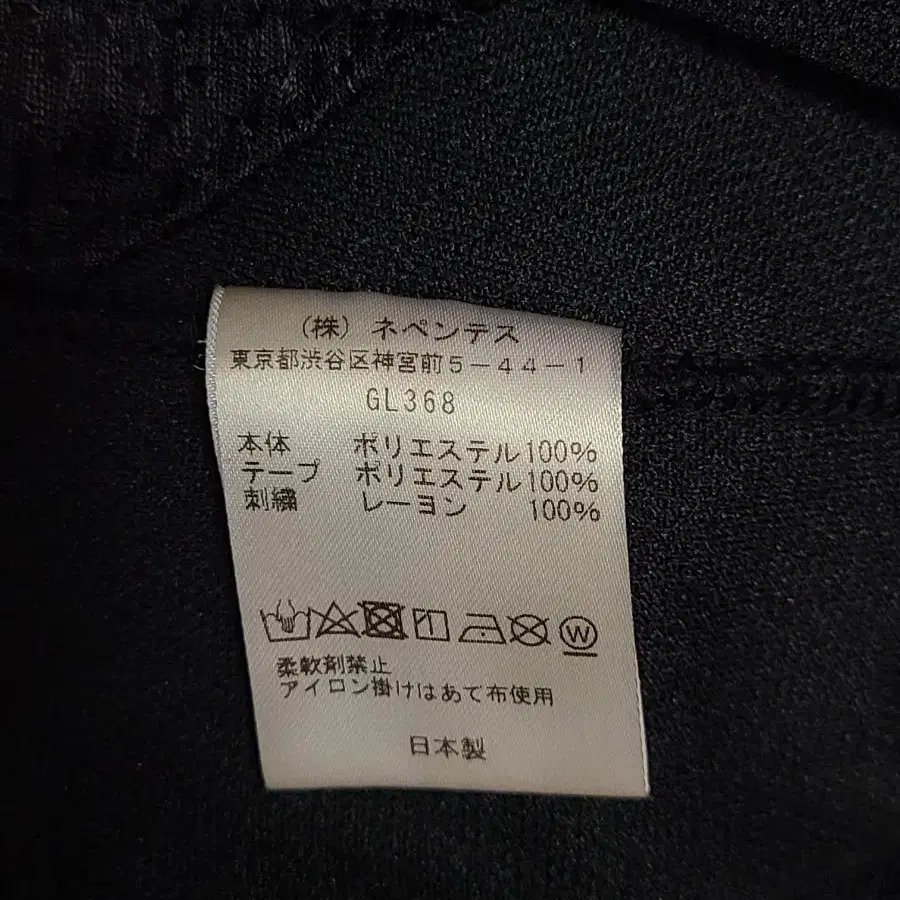 (株) ネペンテス
東京都渋谷区神宮前5-44-1
GL368
本体 ポリエステル100%
テープ ポリエステル100%
刺繍 レーヨン 100%
W
柔軟剤禁止
アイロン掛けはあて布使用
日本製